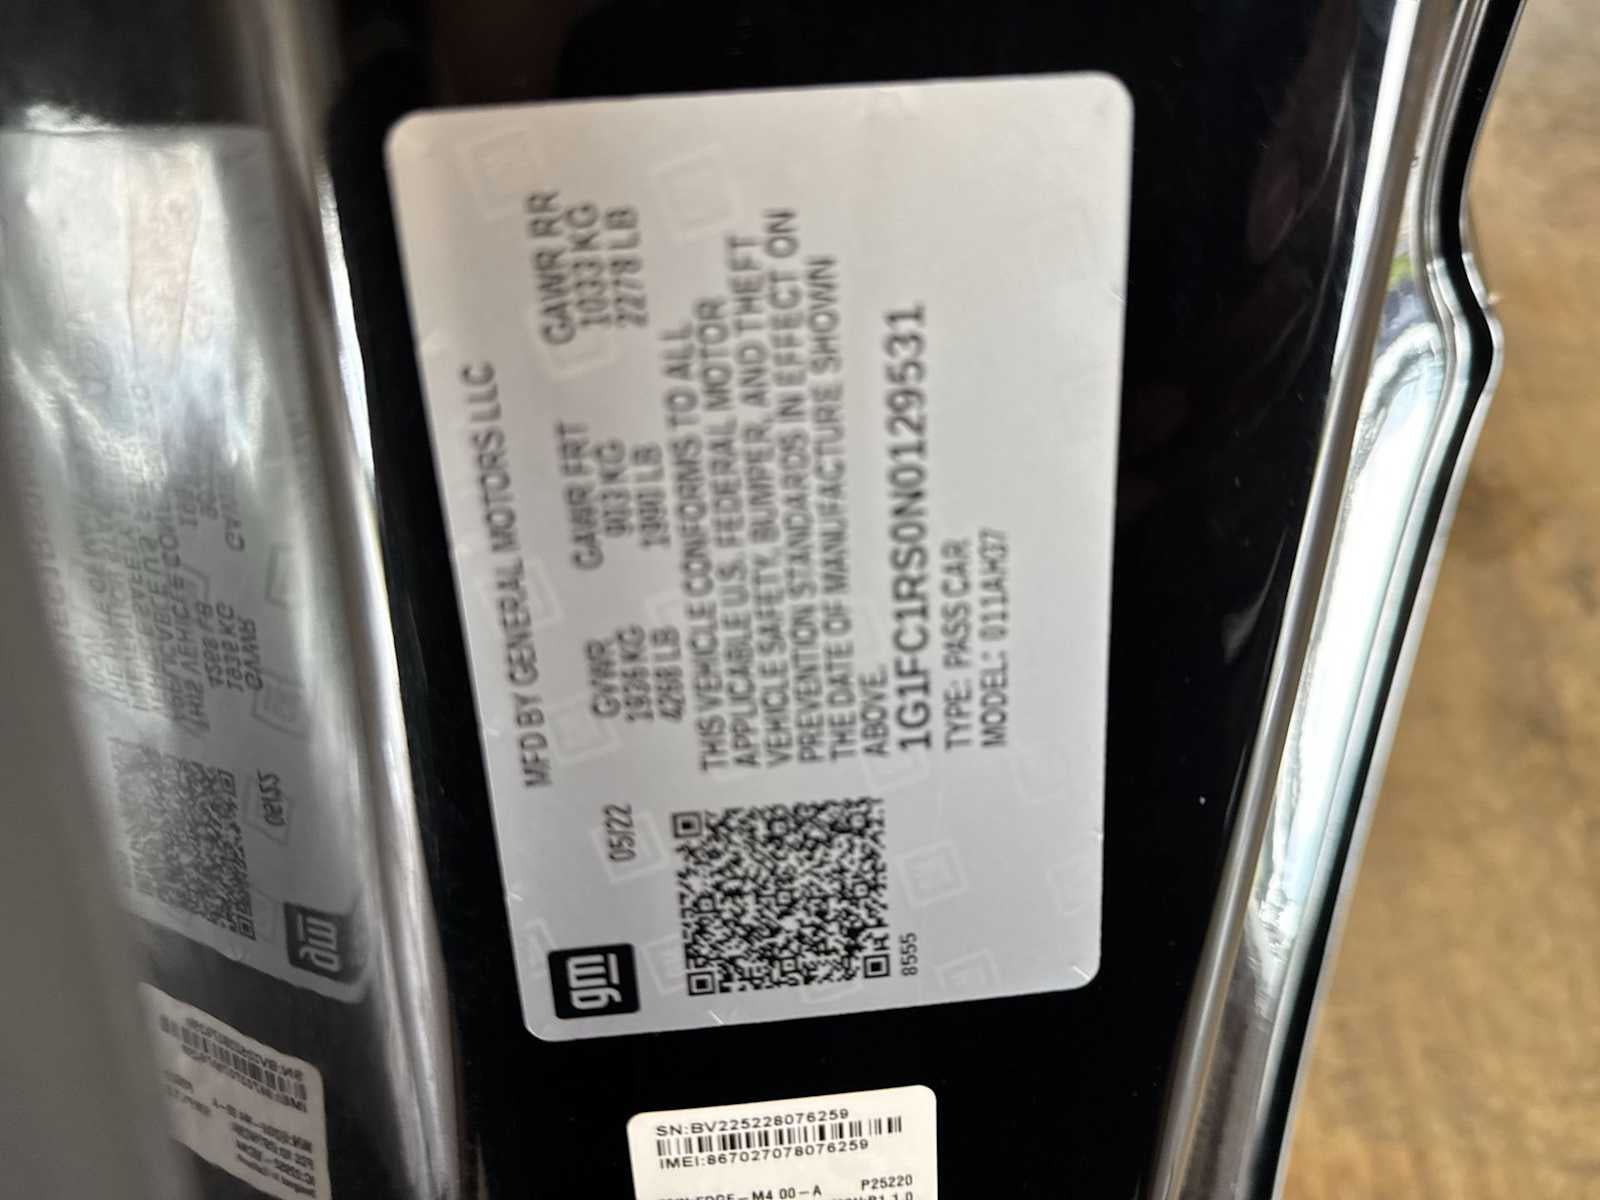 gm
MFD BY GENERAL MOTORS LLC
05/22
GVWR GAWR FRT GAWR RR
1936 KG 903 KG 1033 KG
4268 LB 1990 LB 2278 LB
THIS VEHICLE CONFORMS TO ALL
APPLICABLE U.S. FEDERAL MOTOR
VEHICLE SAFETY, BUMPER, AND THEFT
PREVENTION STANDARDS IN EFFECT ON
THE DATE OF MANUFACTURE SHOWN
ABOVE.
1G1FC1RS0N0129531
TYPE: PASS CAR
MODEL: 011AH37
8555
SN:BV225228076259
IMEI:867027078076259
P25220